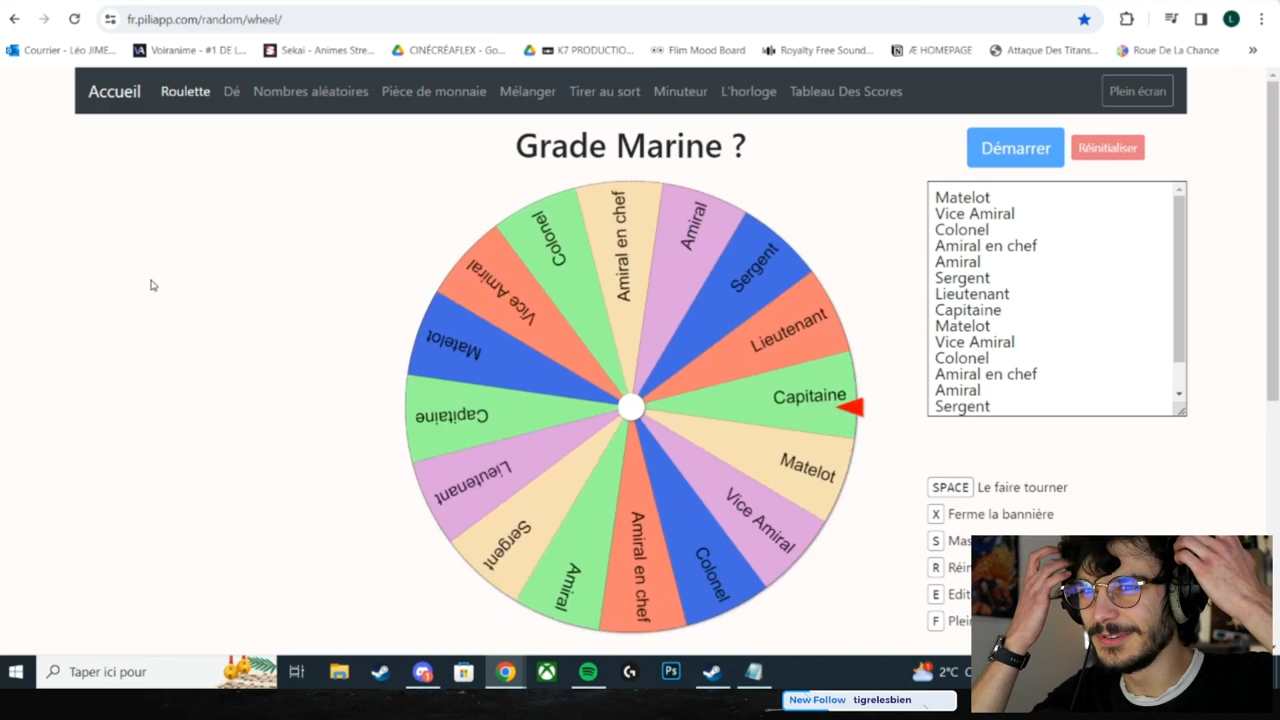 fr.piliapp.com/random/wheel/
L
Courrier - Léo JIME...
Voiranime - #1 DE L...
Sekai - Animes Stre...
CINÉCRÉAFLEX - Go...
K7 PRODUCTIO...
Flim Mood Board
Royalty Free Sound...
Æ HOMEPAGE
Attaque Des Titans...
Roue De La Chance
»
Accueil
Roulette
Dé
Nombres aléatoires
Pièce de monnaie
Mélanger
Tirer au sort
Minuteur
L'horloge
Tableau Des Scores
Plein écran
Grade Marine ?
Démarrer
Réinitialiser
Amiral en chef
Amiral
Sergent
Lieutenant
Capitaine
Matelot
Vice Amiral
Colonel
Amiral en chef
Amiral
Sergent
Lieutenant
Capitaine
Matelot
Vice Amiral
Colonel
Matelot
Vice Amiral
Colonel
Amiral en chef
Amiral
Sergent
Lieutenant
Capitaine
Matelot
Vice Amiral
Colonel
Amiral en chef
Amiral
Sergent
SPACE Le faire tourner
X Ferme la bannière
S Mas
R Réin
E Edit
F Plein
Taper ici pour
Ps
2°C
New Follow tigrelesbien